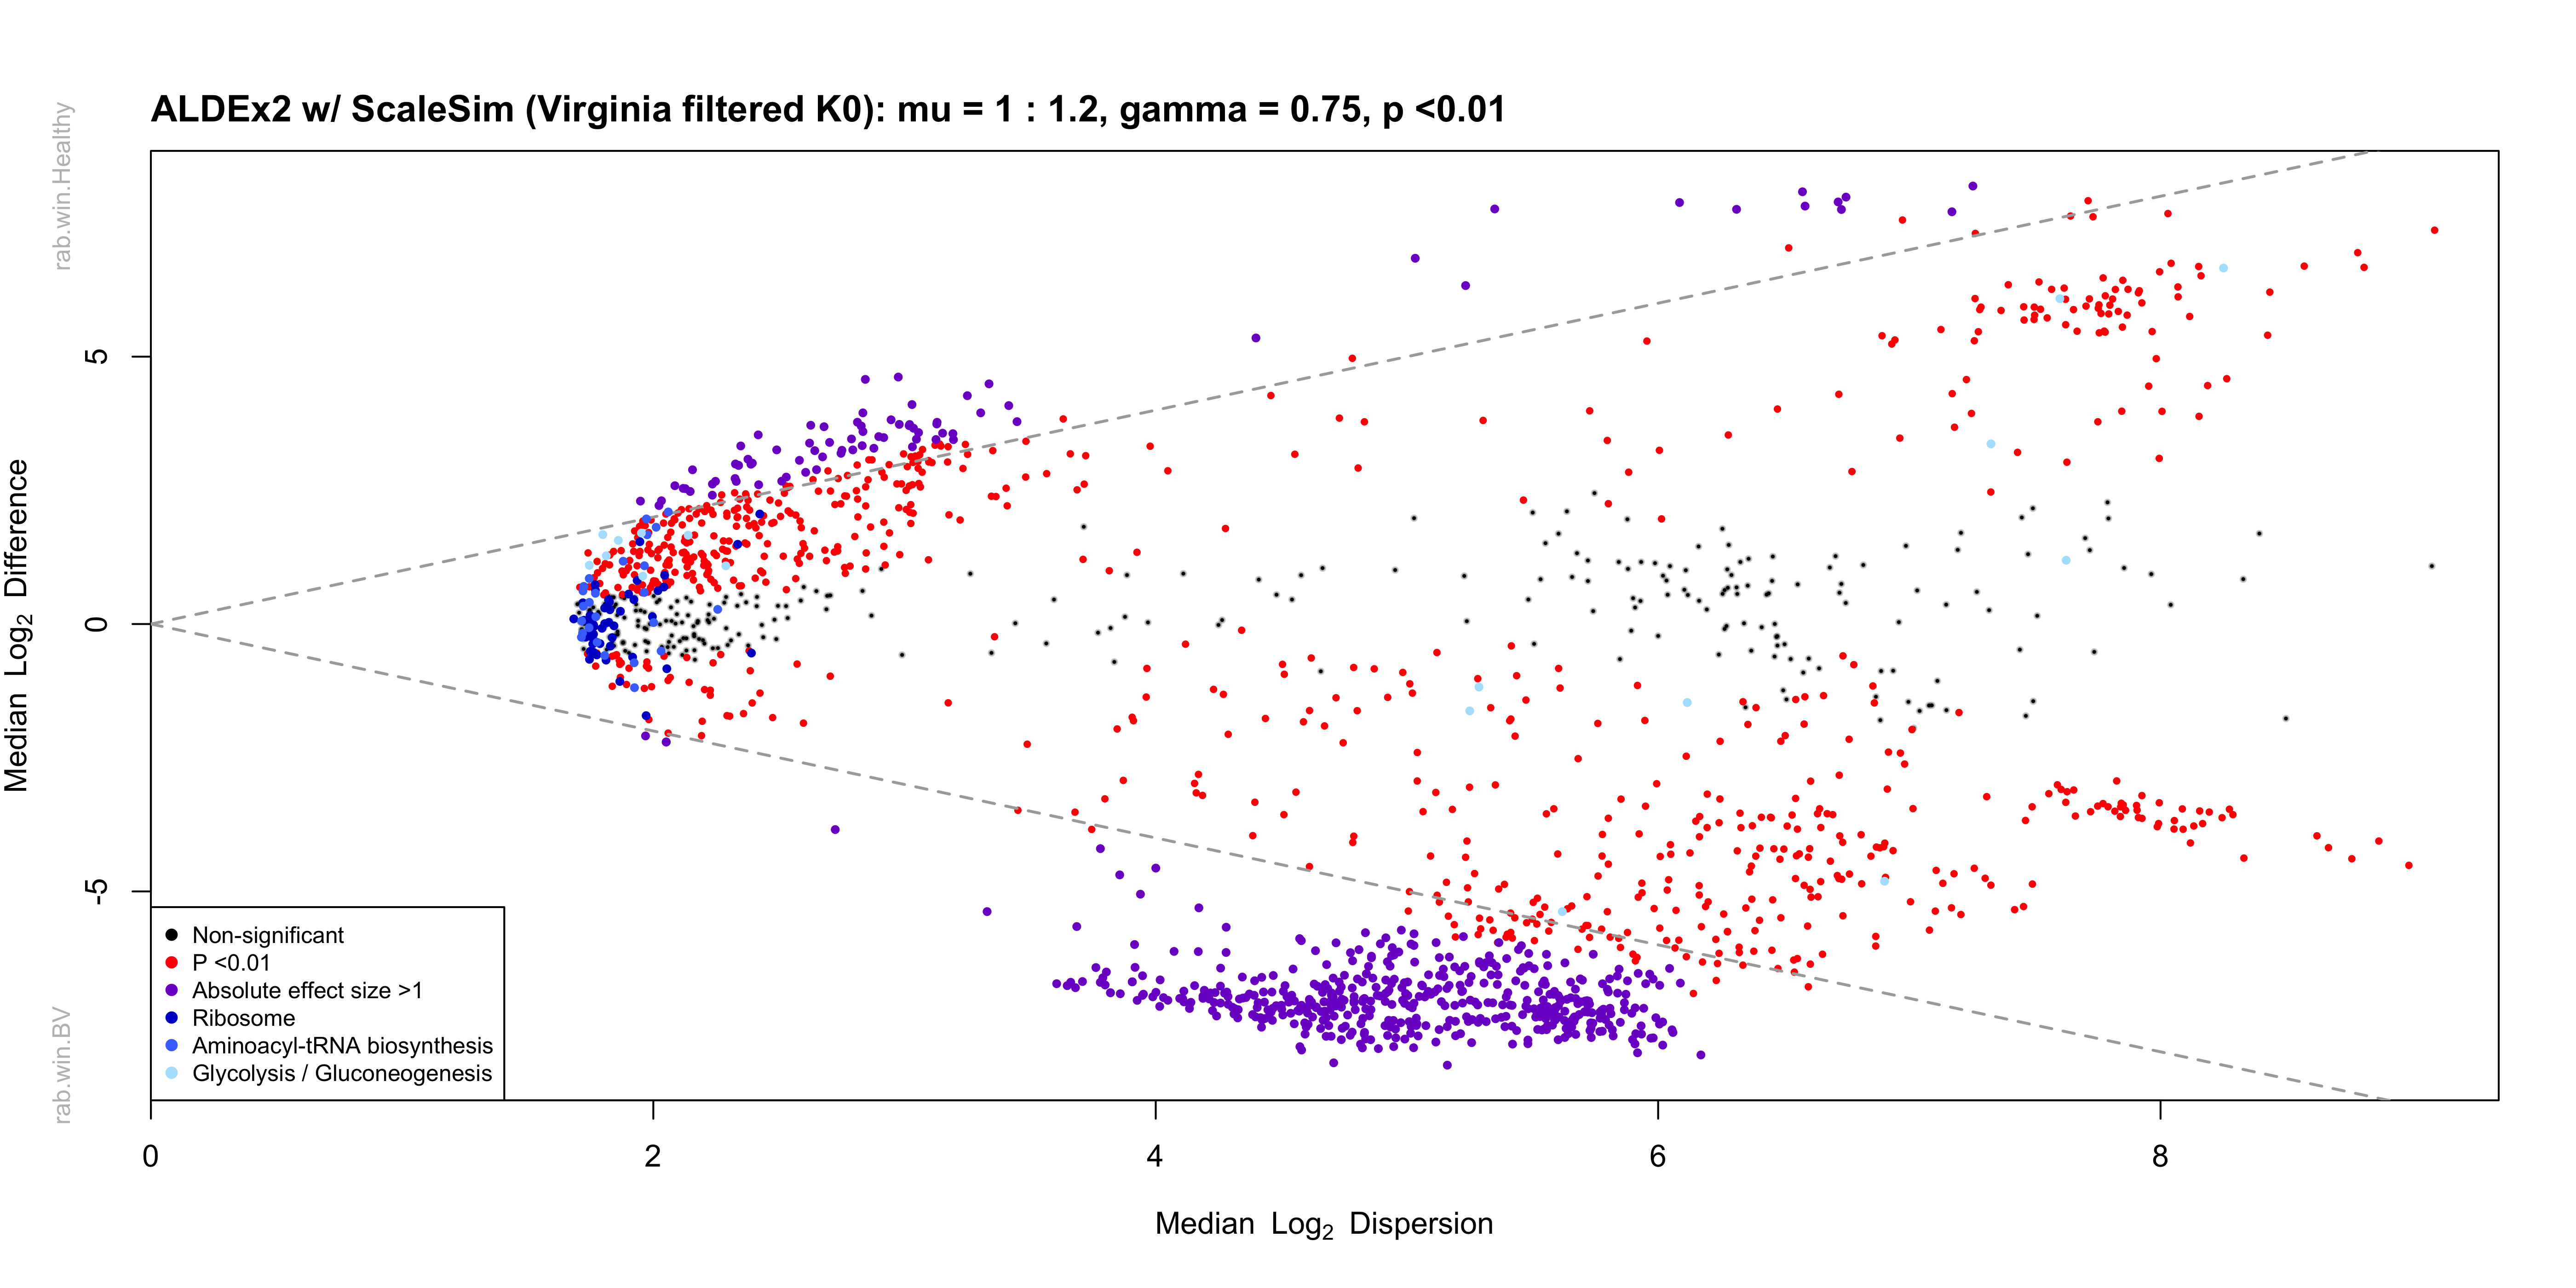 ALDEx2 w/ ScaleSim (Virginia filtered K0): mu = 1 : 1.2, gamma = 0.75, p <0.01
rab.win.Healthy
Median Log2 Difference
rab.win.BV
5
0
-5
Non-significant
P <0.01
Absolute effect size >1
Ribosome
Aminoacyl-tRNA biosynthesis
Glycolysis / Gluconeogenesis
0 2 4 6 8
Median Log2 Dispersion